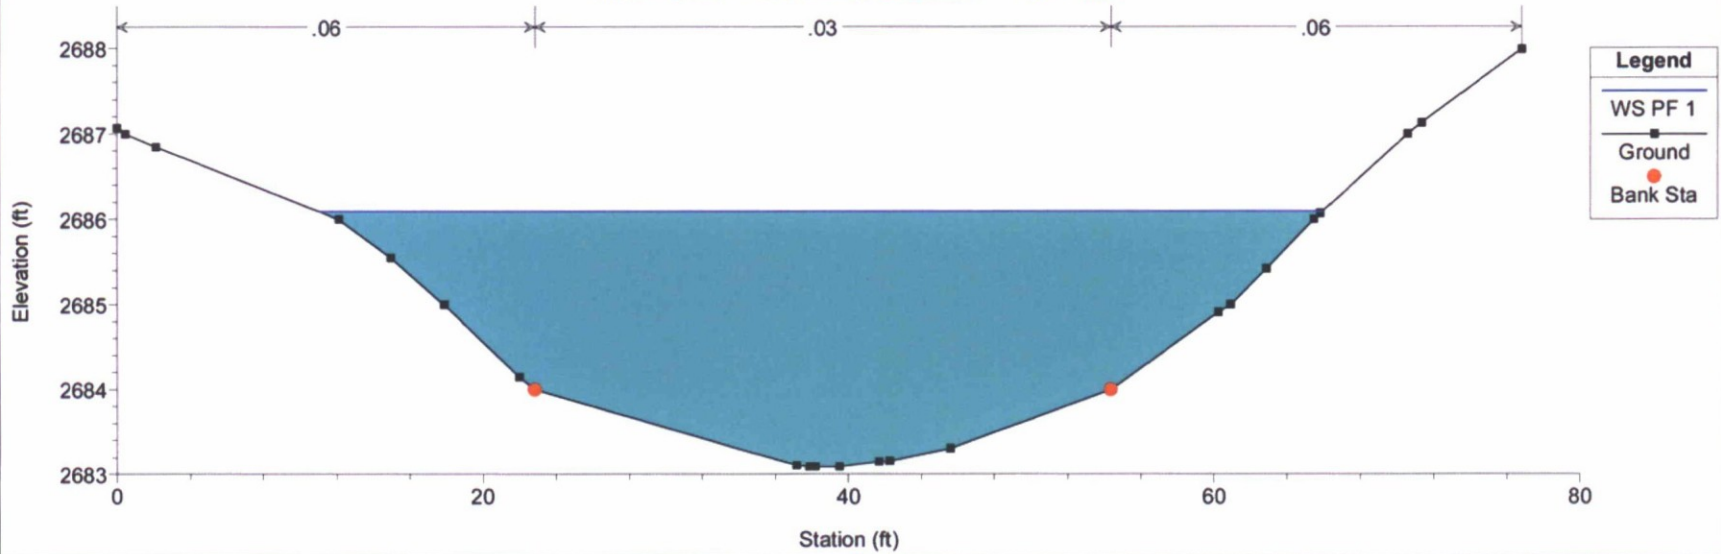 .06 .03 .06
2688
2687
2686
2685
2684
2683
Elevation (ft)
0 20 40 60 80
Station (ft)
Legend
WS PF 1
Ground
Bank Sta